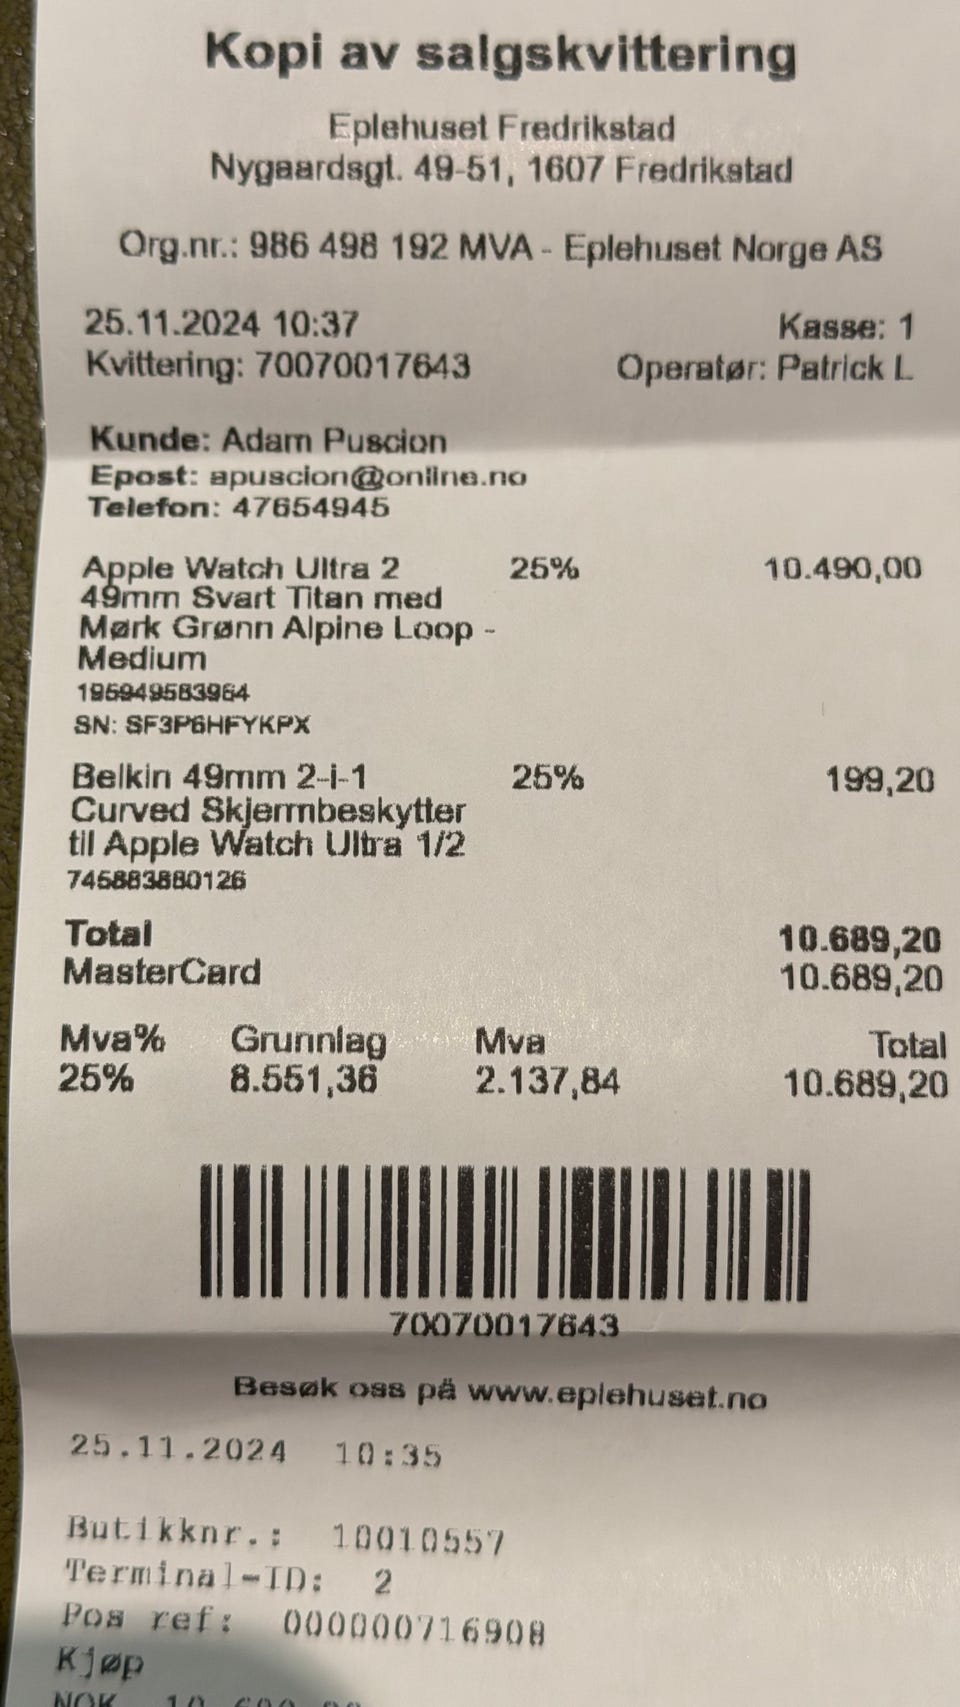 Kopi av salgskvittering
Eplehuset Fredrikstad
Nygaardsgt. 49-51, 1607 Fredrikstad
Org.nr.: 986 498 192 MVA - Eplehuset Norge AS
25.11.2024 10:37 Kasse: 1
Kvittering: 70070017643 Operatør: Patrick L
Kunde: Adam Puscion
Epost: apuscion@online.no
Telefon: 47654945
Apple Watch Ultra 2 25% 10.490,00
49mm Svart Titan med
Mørk Grønn Alpine Loop -
Medium
195949583964
SN: SF3P6HFYKPX
Belkin 49mm 2-i-1 25% 199,20
Curved Skjermbeskytter
til Apple Watch Ultra 1/2
745883880126
Total 10.689,20
MasterCard 10.689,20
Mva% Grunnlag Mva Total
25% 8.551,36 2.137,84 10.689,20
70070017643
Besøk oss på www.eplehuset.no
25.11.2024 10:35
Butikknr.: 10010557
Terminal-ID: 2
Pos ref: 000000716908
Kjøp
NOK